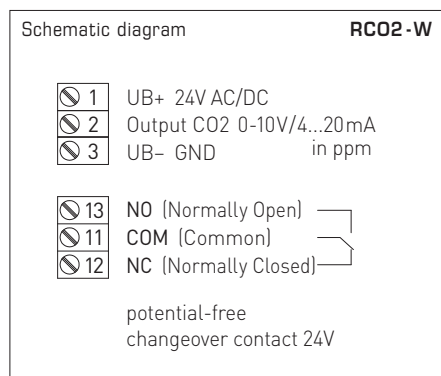 Schematic diagram RCO2-W
1 UB+ 24V AC/DC
2 Output CO2 0-10V/4...20mA
3 UB– GND in ppm
13 NO (Normally Open)
11 COM (Common)
12 NC (Normally Closed)
potential-free
changeover contact 24V